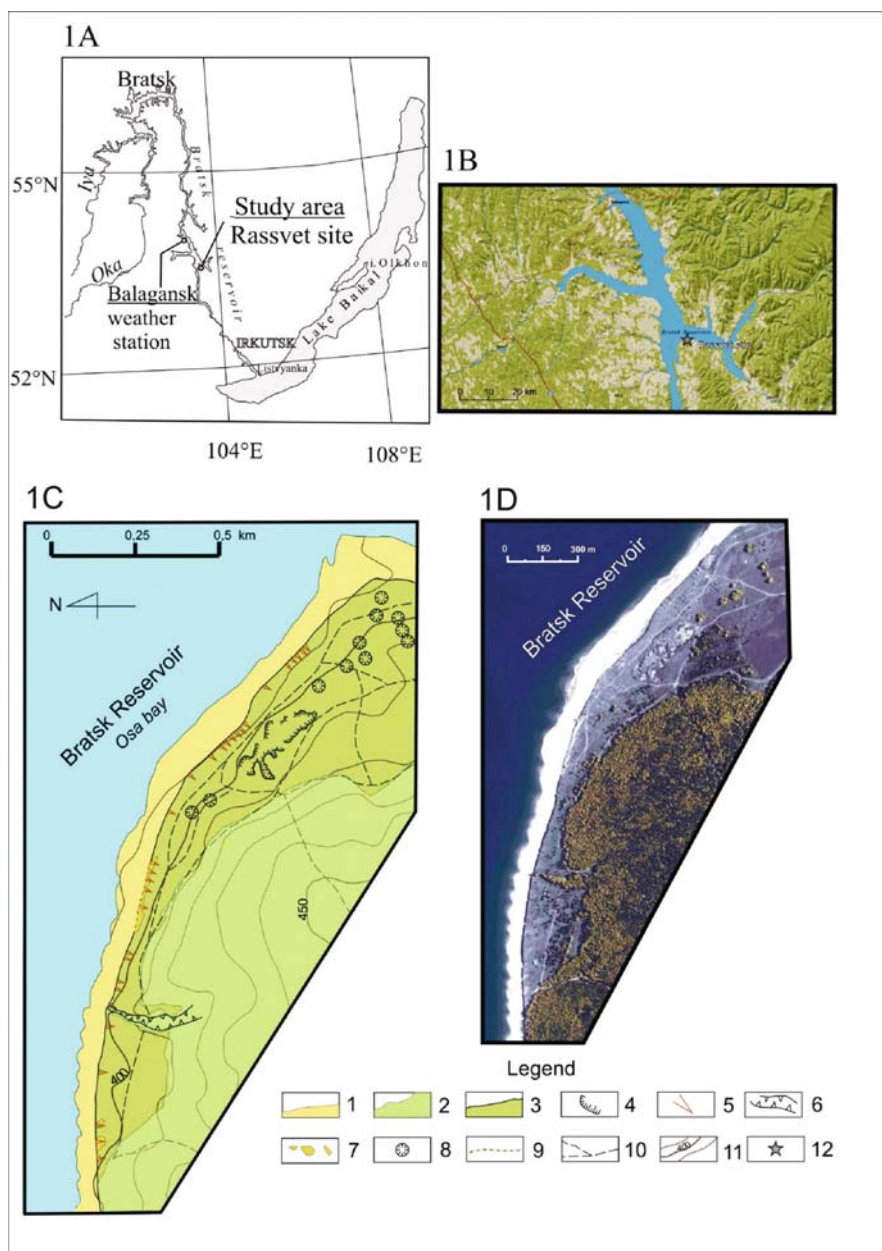 1A
Bratsk
Iya
Oka
Bratsk
reservoir
55°N
52°N
Study area
Rassvet site
Balagansk
weather
station
i.Olkhon
Lake Baikal
IRKUTSK
Listvyanka
104°E
108°E
1B
Bratsk Reservoir
0 10 20 km
1C
0 0,25 0,5 km
N
Bratsk Reservoir
Osa bay
450
400
1D
0 150 300 m
Bratsk Reservoir
Legend
1 2 3 4 5 6
7 8 9 10 400 11 12